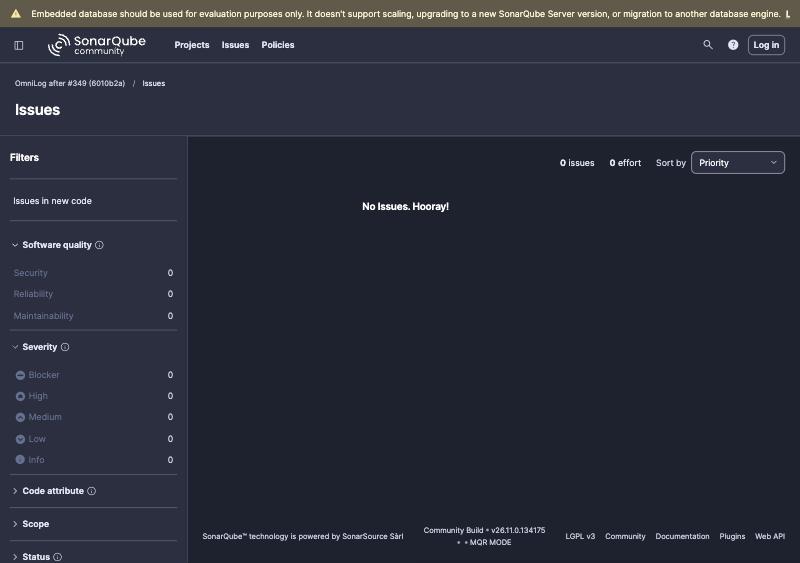 Embedded database should be used for evaluation purposes only. It doesn't support scaling, upgrading to a new SonarQube Server version, or migration to another database engine.
SonarQube community
Projects Issues Policies
Log in
OmniLog after #349 (6010b2a) / Issues
Issues
Filters
0 issues 0 effort Sort by Priority
Issues in new code
No Issues. Hooray!
Software quality
Security 0
Reliability 0
Maintainability 0
Severity
Blocker 0
High 0
Medium 0
Low 0
Info 0
Code attribute
Scope
Status
SonarQube™ technology is powered by SonarSource Sàrl
Community Build • v26.11.0.134175
• • MQR MODE
LGPL v3 Community Documentation Plugins Web API